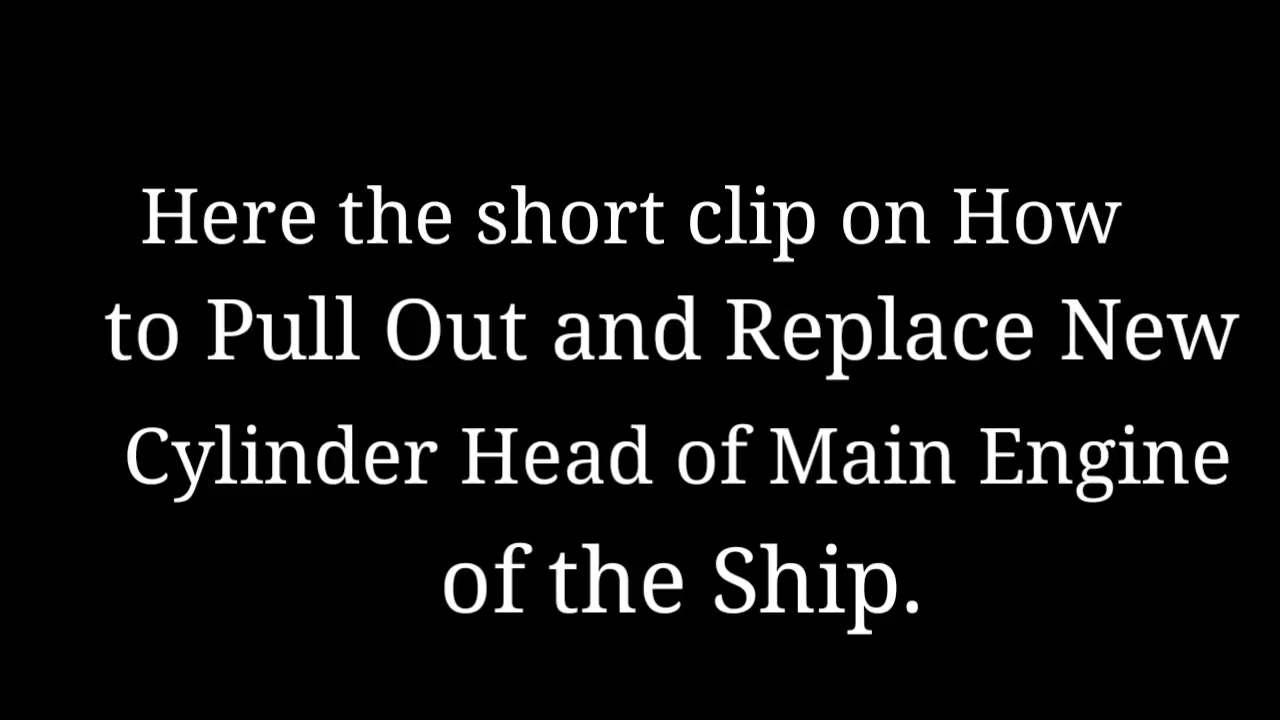 Here the short clip on How
to Pull Out and Replace New
Cylinder Head of Main Engine
of the Ship.